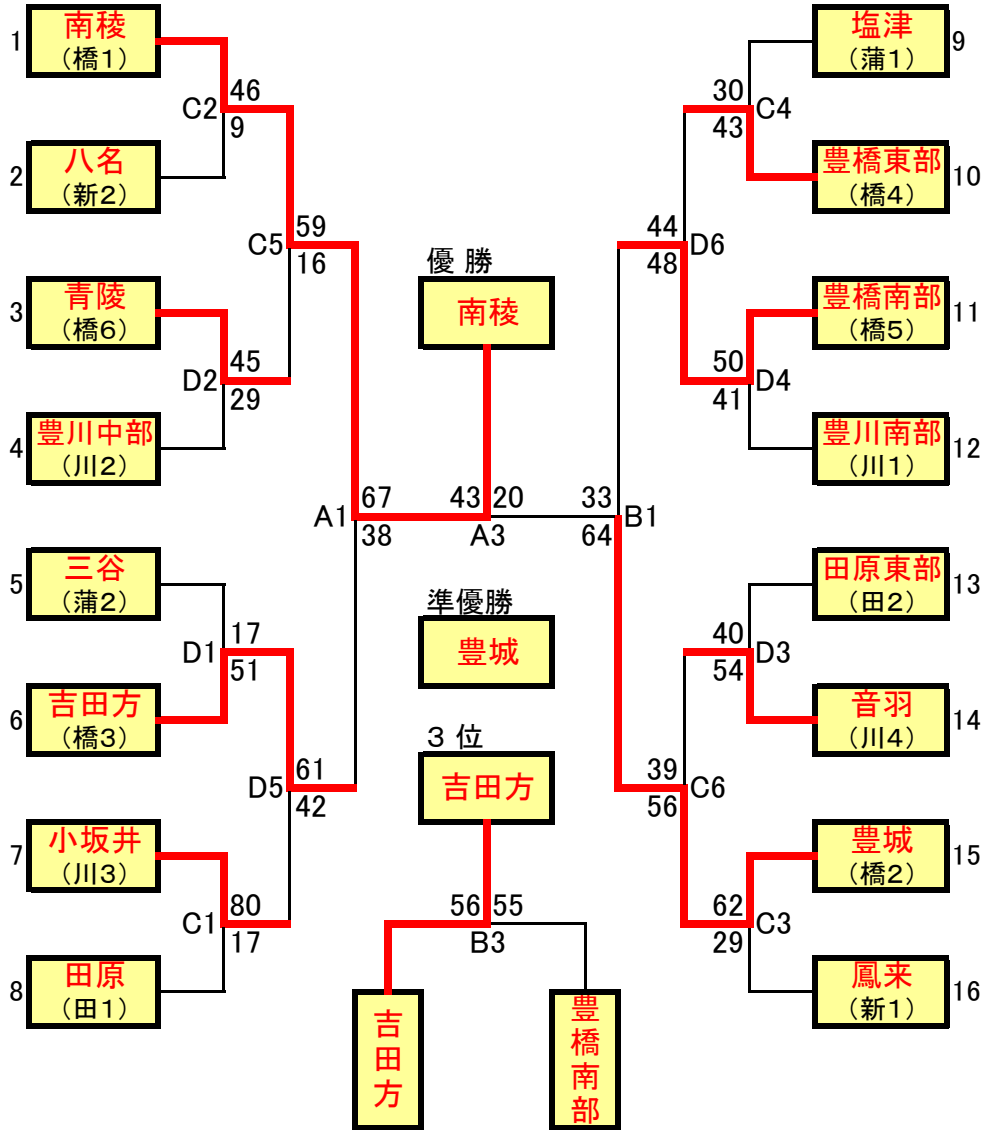 1
南稜
(橋1)
C2
46
9
2
八名
(新2)
C5
59
16
3
青陵
(橋6)
D2
45
29
4
豊川中部
(川2)
A1
67
38
5
三谷
(蒲2)
D1
17
51
6
吉田方
(橋3)
D5
61
42
7
小坂井
(川3)
C1
80
17
8
田原
(田1)
優 勝
南稜
43 20
A3
準優勝
豊城
3 位
吉田方
56 55
B3
吉田方
豊橋南部
塩津
(蒲1)
9
30
43
C4
豊橋東部
(橋4)
10
44
48
D6
豊橋南部
(橋5)
11
50
41
D4
豊川南部
(川1)
12
33
64
B1
田原東部
(田2)
13
40
54
D3
音羽
(川4)
14
39
56
C6
豊城
(橋2)
15
62
29
C3
鳳来
(新1)
16